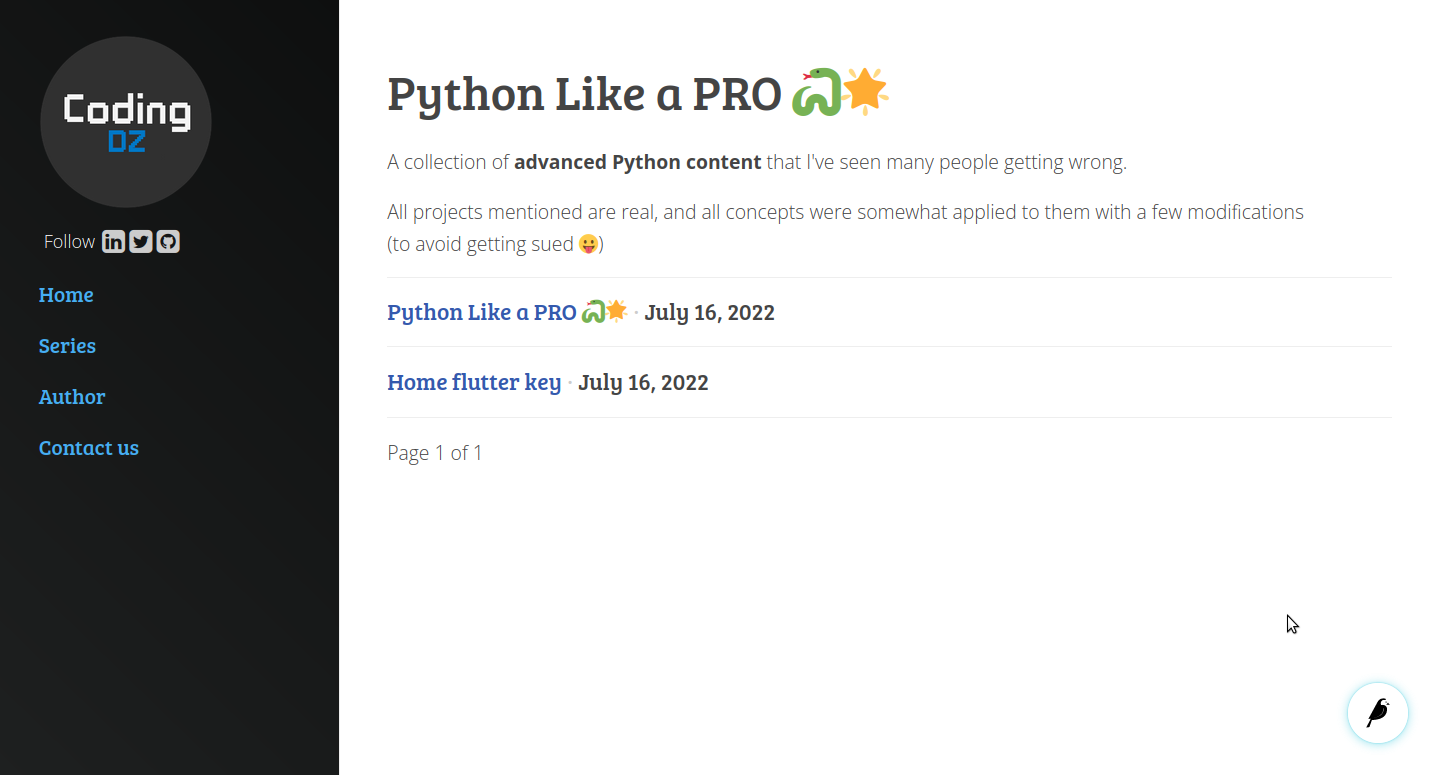 Coding
DZ
Follow
Home
Series
Author
Contact us
Python Like a PRO 🐍🌟
A collection of advanced Python content that I've seen many people getting wrong.
All projects mentioned are real, and all concepts were somewhat applied to them with a few modifications
(to avoid getting sued 😛)
Python Like a PRO 🐍🌟 · July 16, 2022
Home flutter key · July 16, 2022
Page 1 of 1